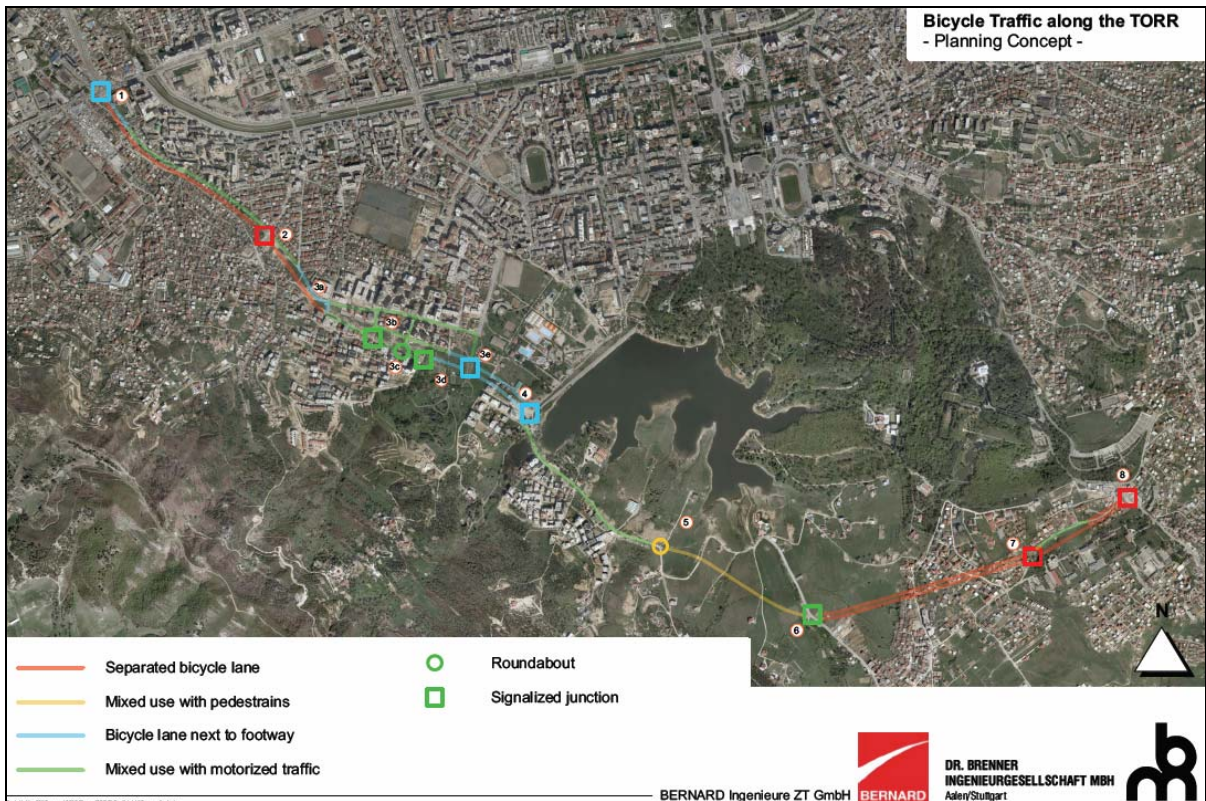 Bicycle Traffic along the TORR
- Planning Concept -
1
2
3a
3b
3c
3d
3e
4
5
6
7
8
N
Separated bicycle lane
Mixed use with pedestrains
Bicycle lane next to footway
Mixed use with motorized traffic
Roundabout
Signalized junction
BERNARD Ingenieure ZT GmbH
BERNARD
DR. BRENNER
INGENIEURGESELLSCHAFT MBH
Aalen/Stuttgart
bm